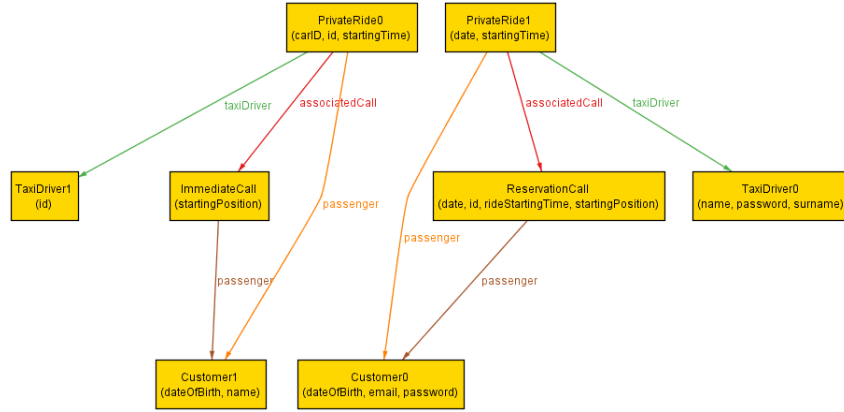 PrivateRide0
(carID, id, startingTime)
PrivateRide1
(date, startingTime)
taxiDriver
associatedCall
associatedCall
taxiDriver
TaxiDriver1
(id)
ImmediateCall
(startingPosition)
passenger
ReservationCall
(date, id, rideStartingTime, startingPosition)
TaxiDriver0
(name, password, surname)
passenger
passenger
passenger
Customer1
(dateOfBirth, name)
Customer0
(dateOfBirth, email, password)